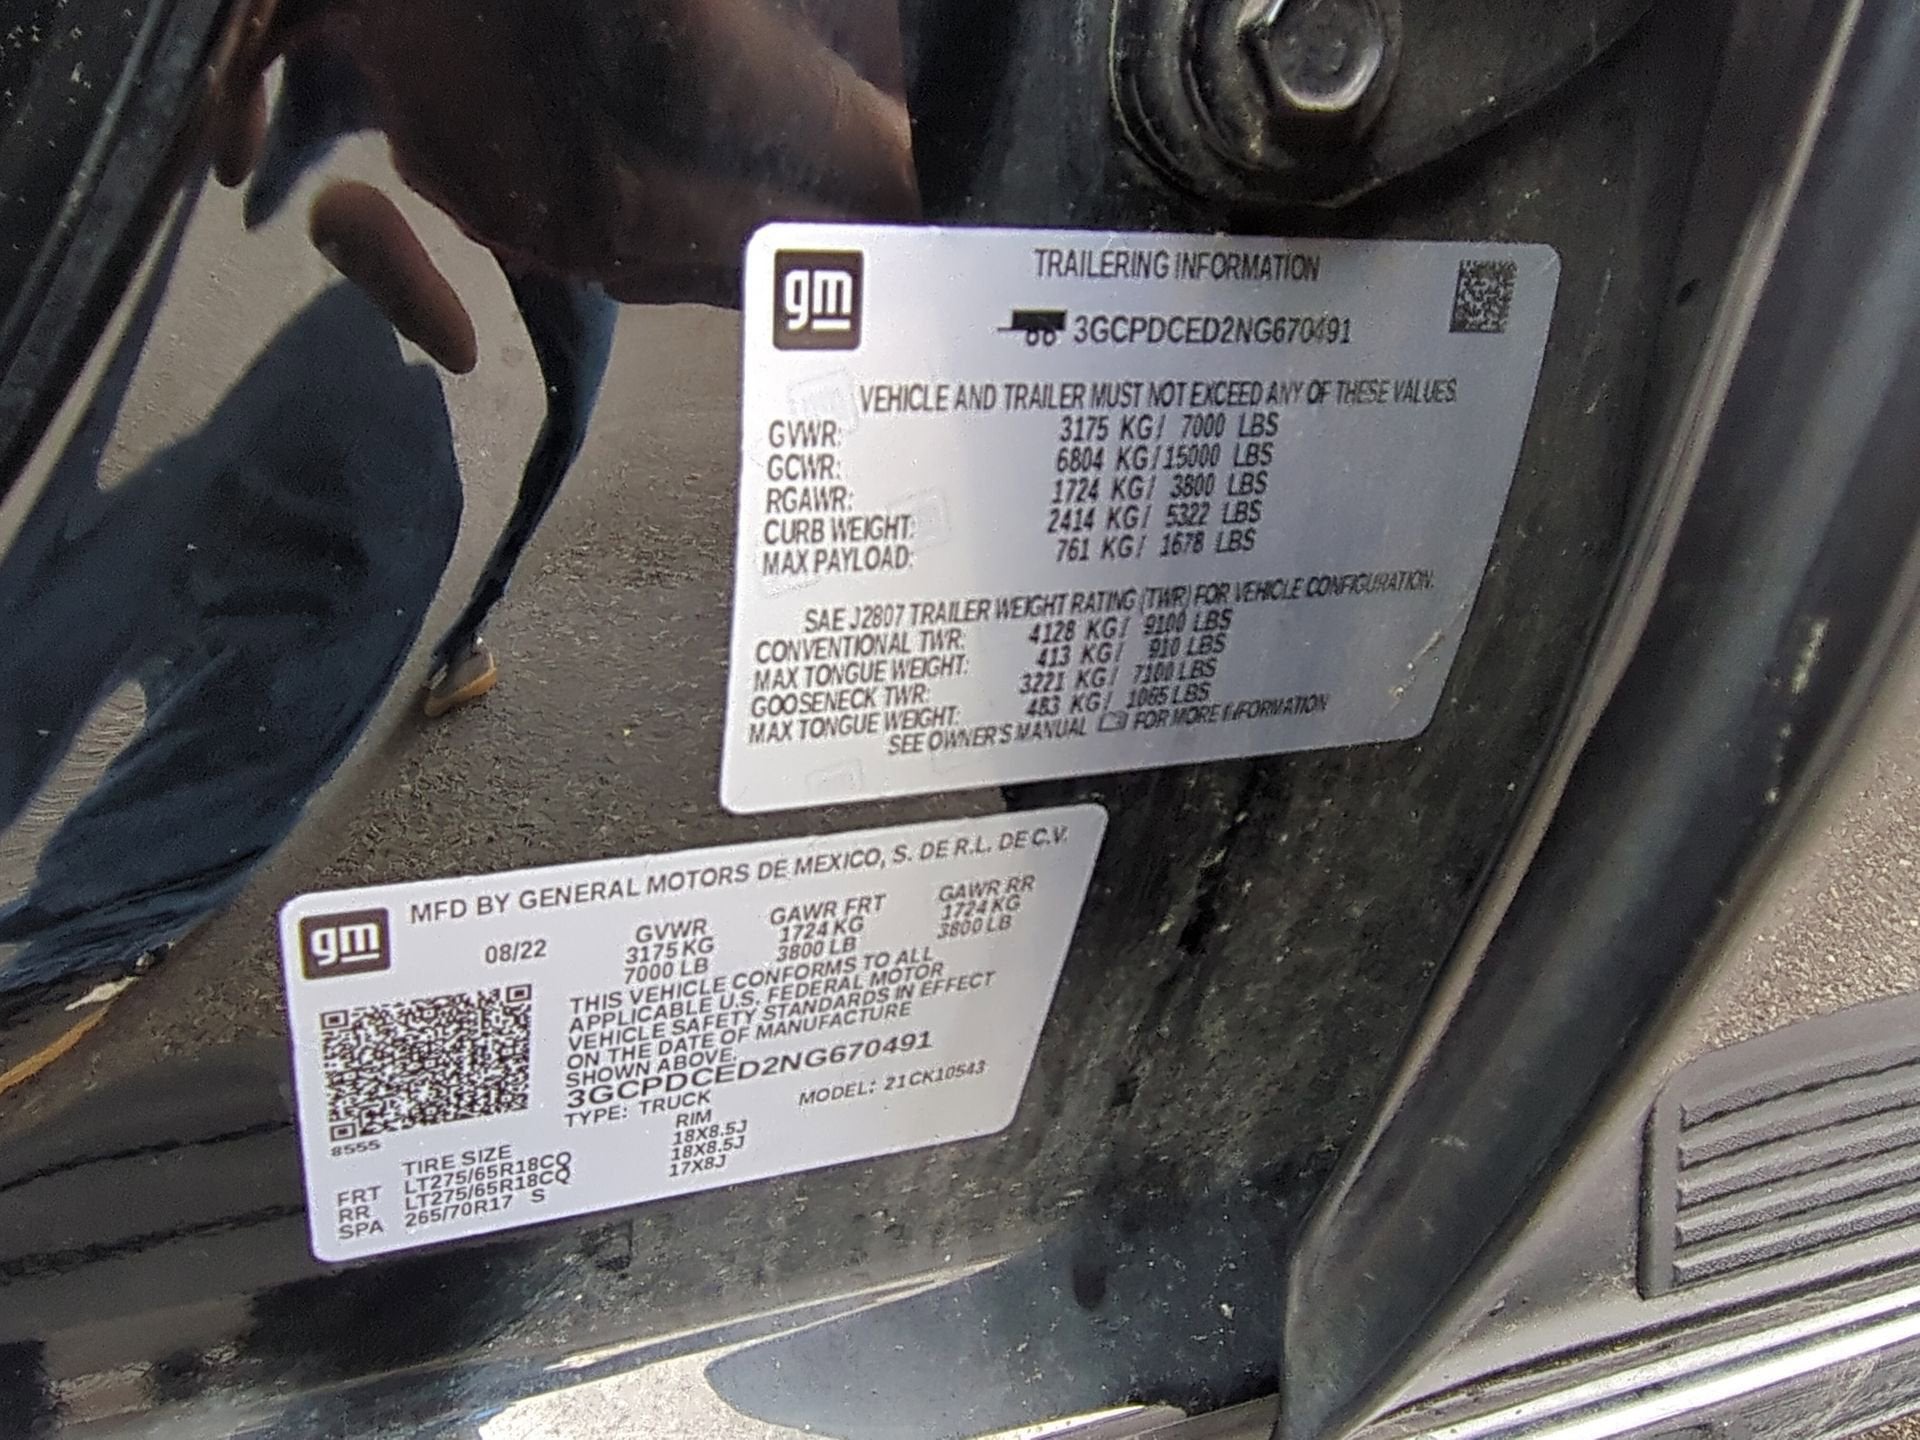 gm
TRAILERING INFORMATION
3GCPDCED2NG670491
VEHICLE AND TRAILER MUST NOT EXCEED ANY OF THESE VALUES.
GVWR: 3175 KG/ 7000 LBS
GCWR: 6804 KG/15000 LBS
RGAWR: 1724 KG/ 3800 LBS
CURB WEIGHT: 2414 KG/ 5322 LBS
MAX PAYLOAD: 761 KG/ 1678 LBS
SAE J2807 TRAILER WEIGHT RATING (TWR) FOR VEHICLE CONFIGURATION.
CONVENTIONAL TWR: 4128 KG/ 9100 LBS
MAX TONGUE WEIGHT: 413 KG/ 910 LBS
GOOSENECK TWR: 3221 KG/ 7100 LBS
MAX TONGUE WEIGHT: 483 KG/ 1065 LBS
SEE OWNER'S MANUAL FOR MORE INFORMATION
gm
MFD BY GENERAL MOTORS DE MEXICO, S. DE R.L. DE C.V.
08/22 GVWR GAWR FRT GAWR RR
3175 KG 1724 KG 1724 KG
7000 LB 3800 LB 3800 LB
THIS VEHICLE CONFORMS TO ALL
APPLICABLE U.S. FEDERAL MOTOR
VEHICLE SAFETY STANDARDS IN EFFECT
ON THE DATE OF MANUFACTURE
SHOWN ABOVE.
3GCPDCED2NG670491
TYPE: TRUCK MODEL: 21CK10543
8555
TIRE SIZE RIM
FRT LT275/65R18CQ 18X8.5J
RR LT275/65R18CQ 18X8.5J
SPA 265/70R17 S 17X8J